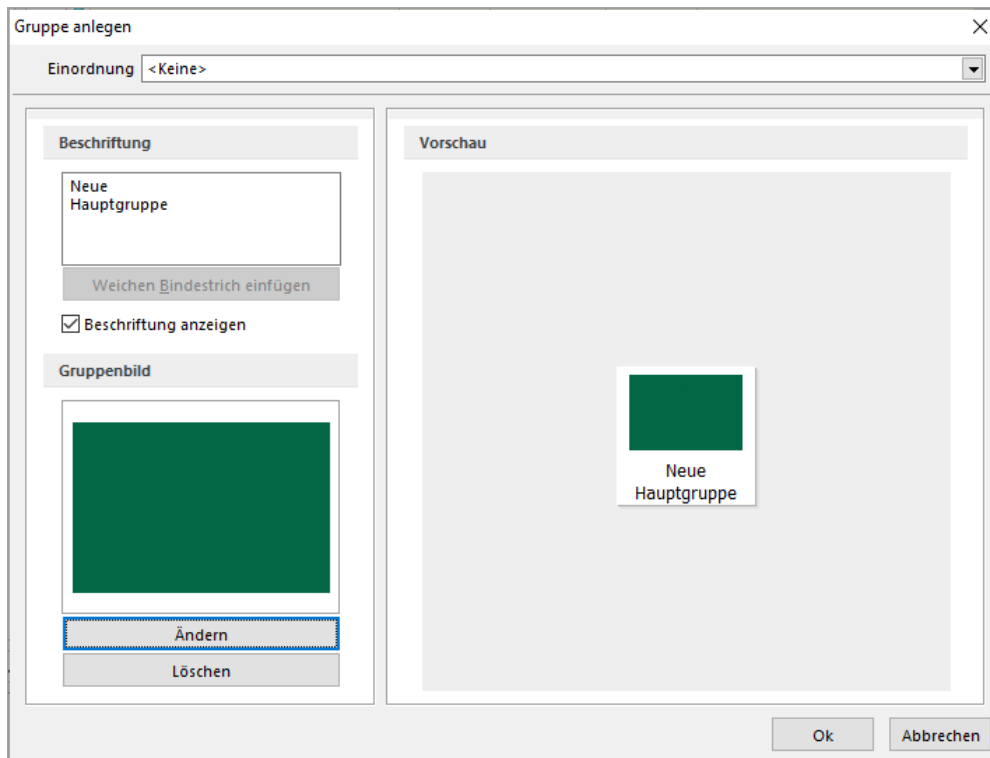 Gruppe anlegen
Einordnung <Keine>
Beschriftung
Neue
Hauptgruppe
Weichen Bindestrich einfügen
Beschriftung anzeigen
Gruppenbild
Ändern
Löschen
Vorschau
Neue
Hauptgruppe
Ok Abbrechen